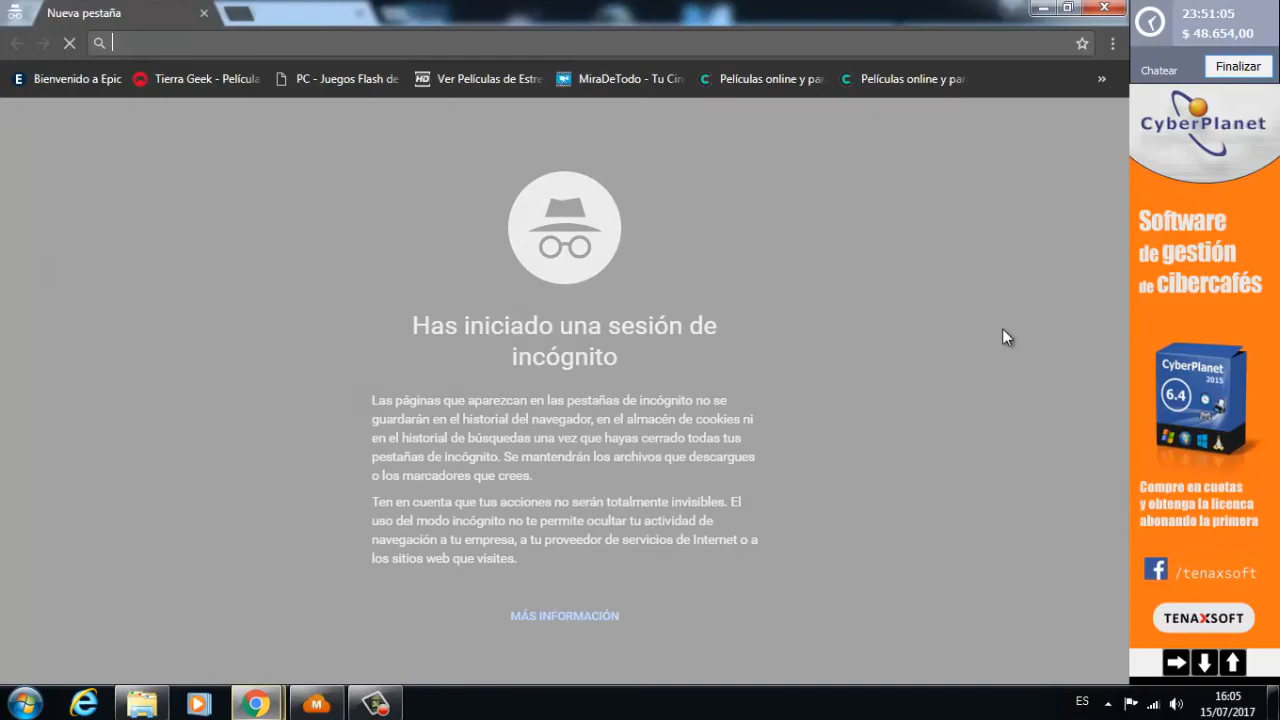 Nueva pestaña
23:51:05
$ 48.654,00
Chatear
Finalizar
Bienvenido a Epic
Tierra Geek - Película
PC - Juegos Flash de
HD Ver Películas de Estre
MiraDeTodo - Tu Cin
Películas online y par
Películas online y par
»
CyberPlanet
Software
de gestión
de cibercafés
CyberPlanet
2015
6.4
Compre en cuotas
y obtenga la licenca
abonando la primera
/tenaxsoft
TENAXSOFT
Has iniciado una sesión de
incógnito
Las páginas que aparezcan en las pestañas de incógnito no se
guardarán en el historial del navegador, en el almacén de cookies ni
en el historial de búsquedas una vez que hayas cerrado todas tus
pestañas de incógnito. Se mantendrán los archivos que descargues
o los marcadores que crees.
Ten en cuenta que tus acciones no serán totalmente invisibles. El
uso del modo incógnito no te permite ocultar tu actividad de
navegación a tu empresa, a tu proveedor de servicios de Internet o a
los sitios web que visites.
MÁS INFORMACIÓN
ES
16:05
15/07/2017